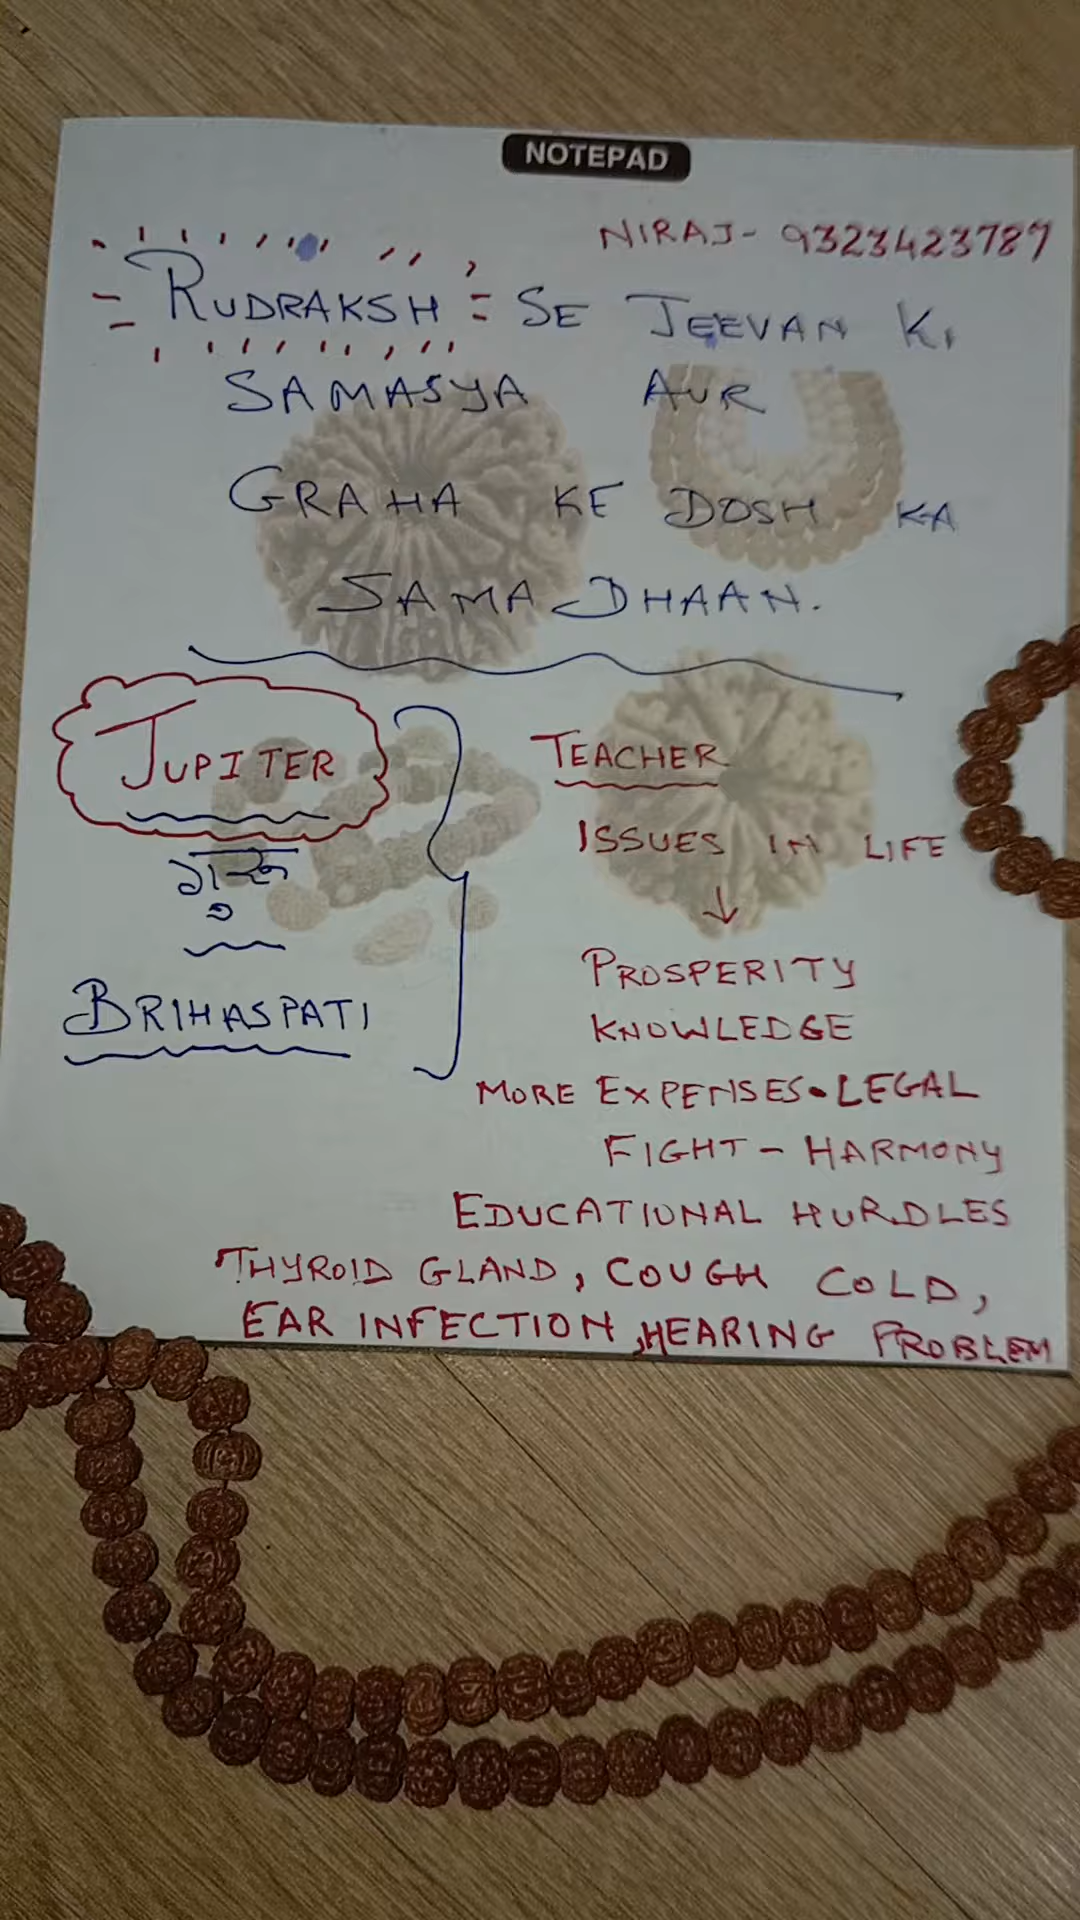 NOTEPAD
NIRAJ- 9323423789
RUDRAKSH SE JEEVAN KI
SAMASYA AUR
GRAHA KE DOSH KA
SAMADHAAN.
JUPITER
गुरू
BRIHASPATI
TEACHER
ISSUES IN LIFE
↓
PROSPERITY
KNOWLEDGE
MORE EXPENSES•LEGAL
FIGHT - HARMONY
EDUCATIONAL HURDLES
THYROID GLAND, COUGH COLD,
EAR INFECTION, HEARING PROBLEM